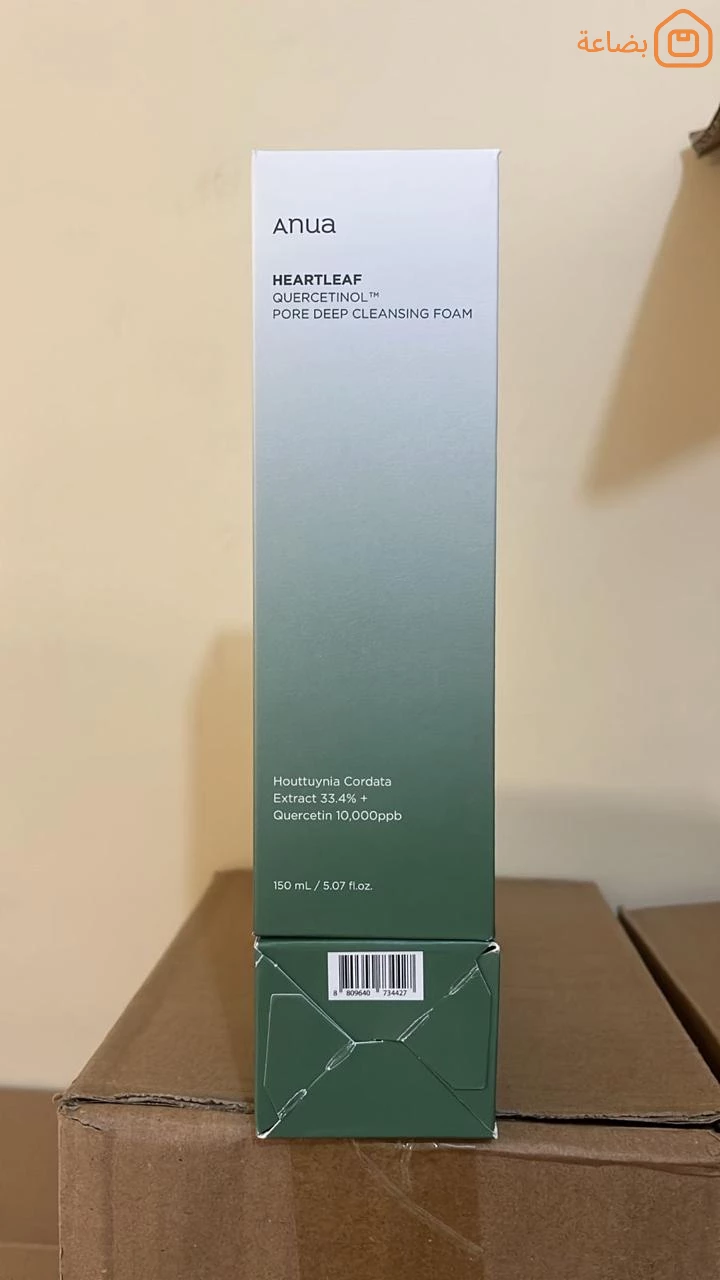 بضاعة
Anua
HEARTLEAF
QUERCETINOL™
PORE DEEP CLEANSING FOAM
Houttuynia Cordata
Extract 33.4% +
Quercetin 10,000ppb
150 mL / 5.07 fl.oz.
8 809640 734427